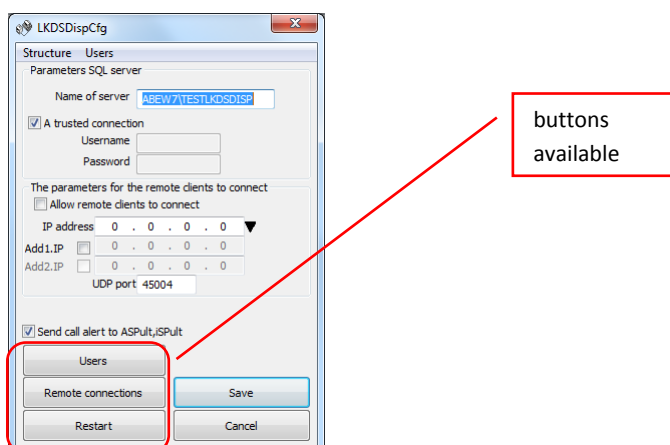 LKDSDispCfg
Structure Users
Parameters SQL server
Name of server ABEW7\TESTLKDSDISP
A trusted connection
Username
Password
The parameters for the remote clients to connect
Allow remote clients to connect
IP address 0 . 0 . 0 . 0
Add1.IP 0 . 0 . 0 . 0
Add2.IP 0 . 0 . 0 . 0
UDP port 45004
Send call alert to ASPult,iSPult
Users
Remote connections Save
Restart Cancel
buttons
available